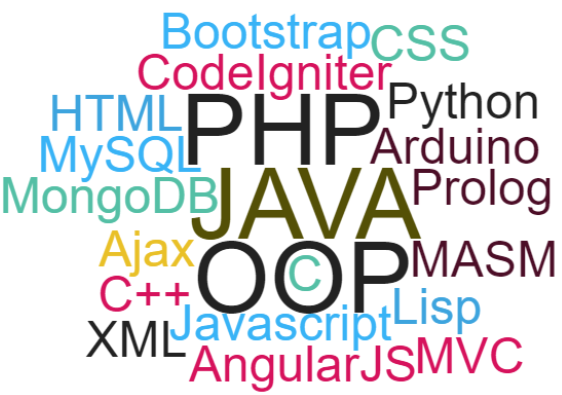 Bootstrap CSS
CodeIgniter
HTML PHP Python
MySQL Arduino
MongoDB JAVA Prolog
Ajax OOP C MASM
C++ Lisp
XML Javascript
AngularJS MVC